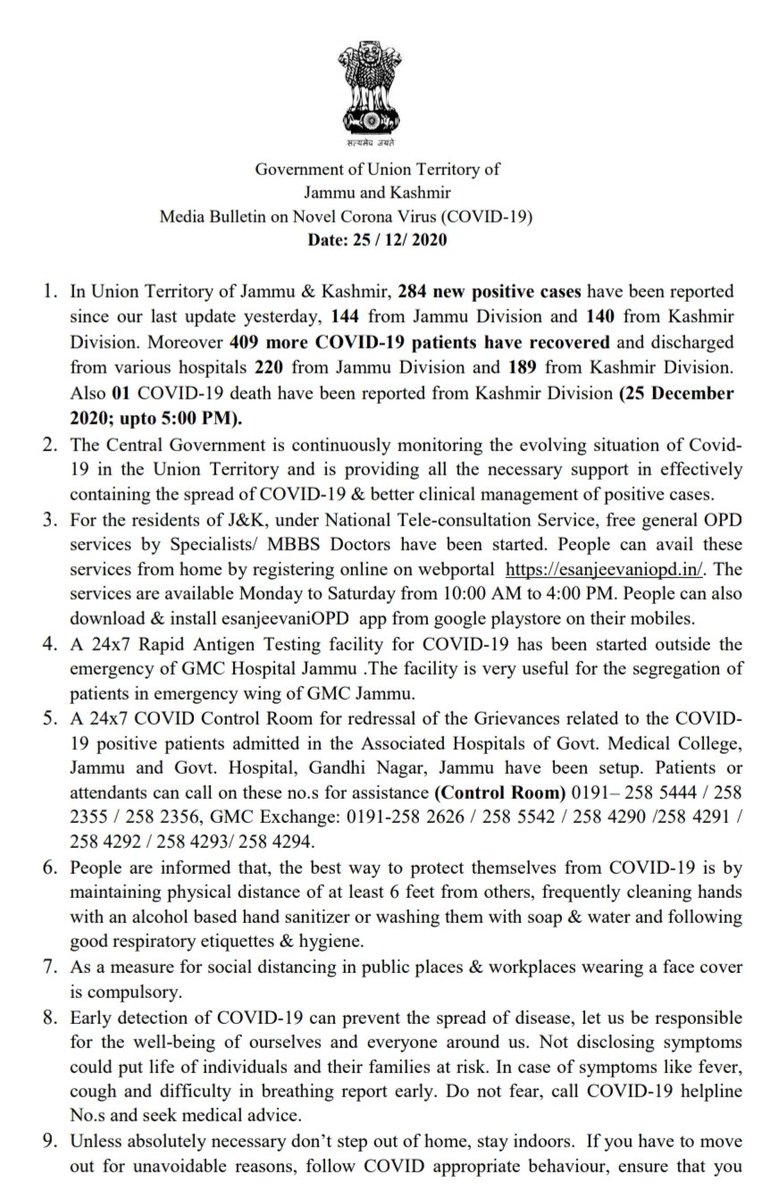 सत्यमेव जयते
Government of Union Territory of
Jammu and Kashmir
Media Bulletin on Novel Corona Virus (COVID-19)
Date: 25 / 12/ 2020
1. In Union Territory of Jammu & Kashmir, 284 new positive cases have been reported
since our last update yesterday, 144 from Jammu Division and 140 from Kashmir
Division. Moreover 409 more COVID-19 patients have recovered and discharged
from various hospitals 220 from Jammu Division and 189 from Kashmir Division.
Also 01 COVID-19 death have been reported from Kashmir Division (25 December
2020; upto 5:00 PM).
2. The Central Government is continuously monitoring the evolving situation of Covid-
19 in the Union Territory and is providing all the necessary support in effectively
containing the spread of COVID-19 & better clinical management of positive cases.
3. For the residents of J&K, under National Tele-consultation Service, free general OPD
services by Specialists/ MBBS Doctors have been started. People can avail these
services from home by registering online on webportal https://esanjeevaniopd.in/. The
services are available Monday to Saturday from 10:00 AM to 4:00 PM. People can also
download & install esanjeevaniOPD app from google playstore on their mobiles.
4. A 24x7 Rapid Antigen Testing facility for COVID-19 has been started outside the
emergency of GMC Hospital Jammu .The facility is very useful for the segregation of
patients in emergency wing of GMC Jammu.
5. A 24x7 COVID Control Room for redressal of the Grievances related to the COVID-
19 positive patients admitted in the Associated Hospitals of Govt. Medical College,
Jammu and Govt. Hospital, Gandhi Nagar, Jammu have been setup. Patients or
attendants can call on these no.s for assistance (Control Room) 0191– 258 5444 / 258
2355 / 258 2356, GMC Exchange: 0191-258 2626 / 258 5542 / 258 4290 /258 4291 /
258 4292 / 258 4293/ 258 4294.
6. People are informed that, the best way to protect themselves from COVID-19 is by
maintaining physical distance of at least 6 feet from others, frequently cleaning hands
with an alcohol based hand sanitizer or washing them with soap & water and following
good respiratory etiquettes & hygiene.
7. As a measure for social distancing in public places & workplaces wearing a face cover
is compulsory.
8. Early detection of COVID-19 can prevent the spread of disease, let us be responsible
for the well-being of ourselves and everyone around us. Not disclosing symptoms
could put life of individuals and their families at risk. In case of symptoms like fever,
cough and difficulty in breathing report early. Do not fear, call COVID-19 helpline
No.s and seek medical advice.
9. Unless absolutely necessary don’t step out of home, stay indoors. If you have to move
out for unavoidable reasons, follow COVID appropriate behaviour, ensure that you